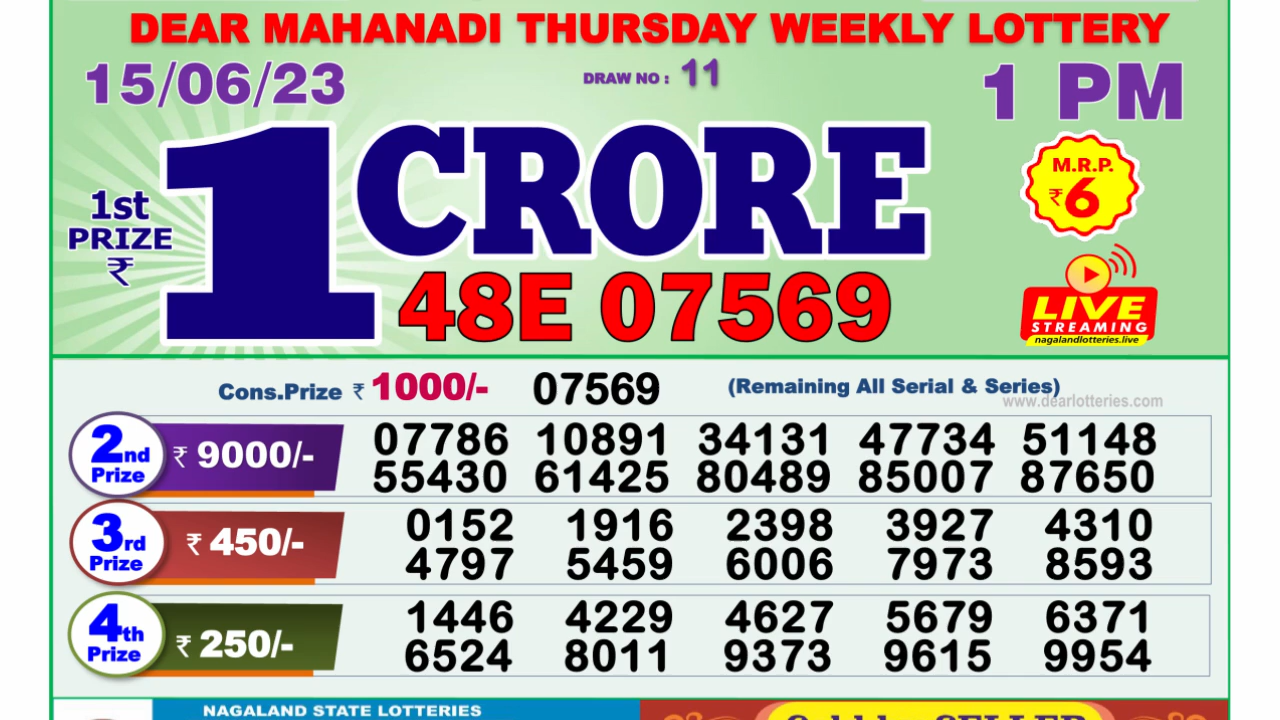 DEAR MAHANADI THURSDAY WEEKLY LOTTERY
15/06/23
DRAW NO : 11
1 PM
1st
PRIZE
₹
1 CRORE
48E 07569
M.R.P.
₹6
LIVE
STREAMING
nagalandlotteries.live
Cons.Prize ₹ 1000/- 07569 (Remaining All Serial & Series)
www.dearlotteries.com
2nd Prize ₹ 9000/-
07786 10891 34131 47734 51148
55430 61425 80489 85007 87650
3rd Prize ₹ 450/-
0152 1916 2398 3927 4310
4797 5459 6006 7973 8593
4th Prize ₹ 250/-
1446 4229 4627 5679 6371
6524 8011 9373 9615 9954
NAGALAND STATE LOTTERIES
SELLER